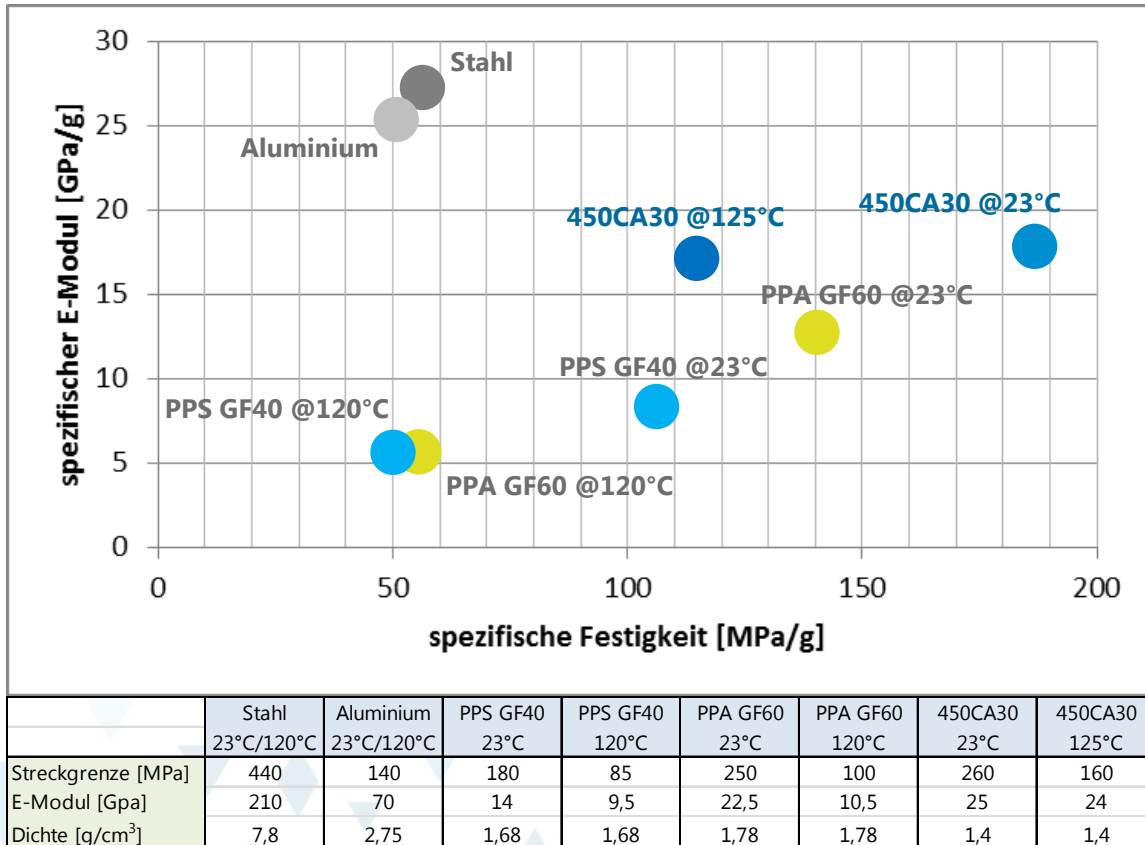 spezifischer E-Modul [GPa/g]
30
25
20
15
10
5
0
Stahl
Aluminium
450CA30 @125°C
450CA30 @23°C
PPA GF60 @23°C
PPS GF40 @23°C
PPS GF40 @120°C
PPA GF60 @120°C
0 50 100 150 200
spezifische Festigkeit [MPa/g]
Stahl Aluminium PPS GF40 PPS GF40 PPA GF60 PPA GF60 450CA30 450CA30
23°C/120°C 23°C/120°C 23°C 120°C 23°C 120°C 23°C 125°C
Streckgrenze [MPa] 440 140 180 85 250 100 260 160
E-Modul [Gpa] 210 70 14 9,5 22,5 10,5 25 24
Dichte [g/cm³] 7,8 2,75 1,68 1,68 1,78 1,78 1,4 1,4